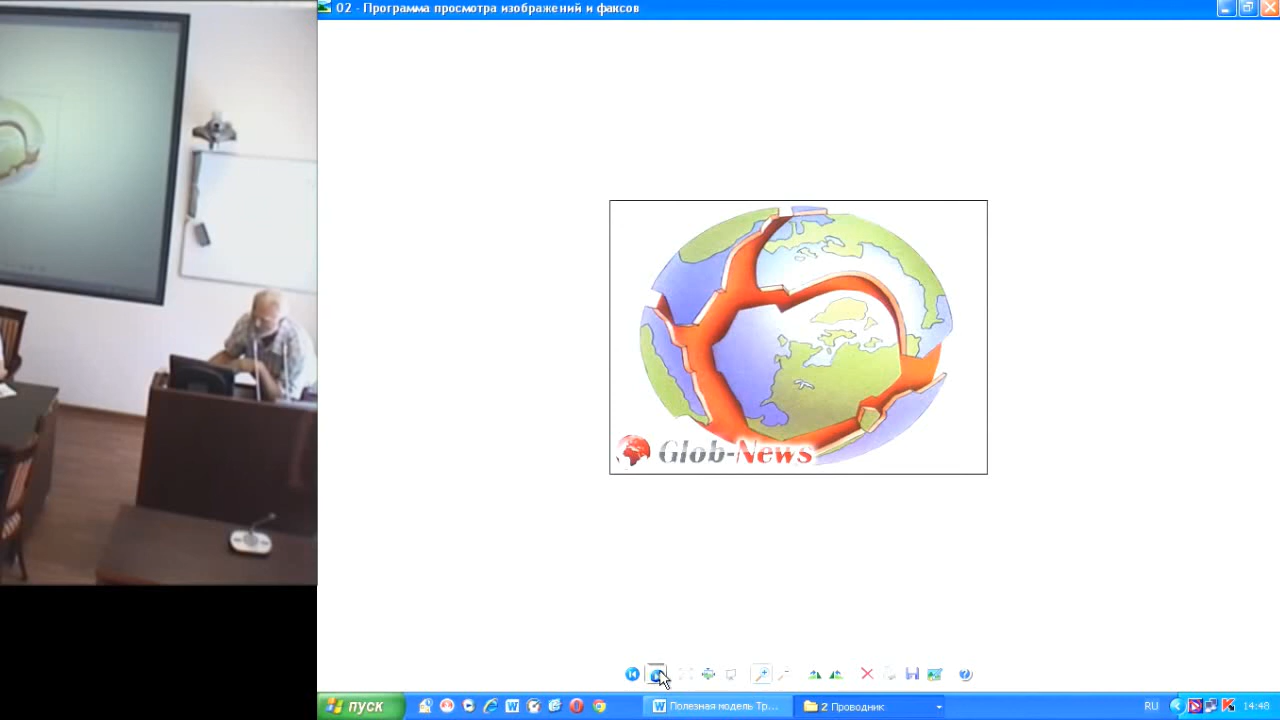 02 - Программа просмотра изображений и факсов
Glob-News
пуск
Полезная модель Тр...
2 Проводник
RU
14:48